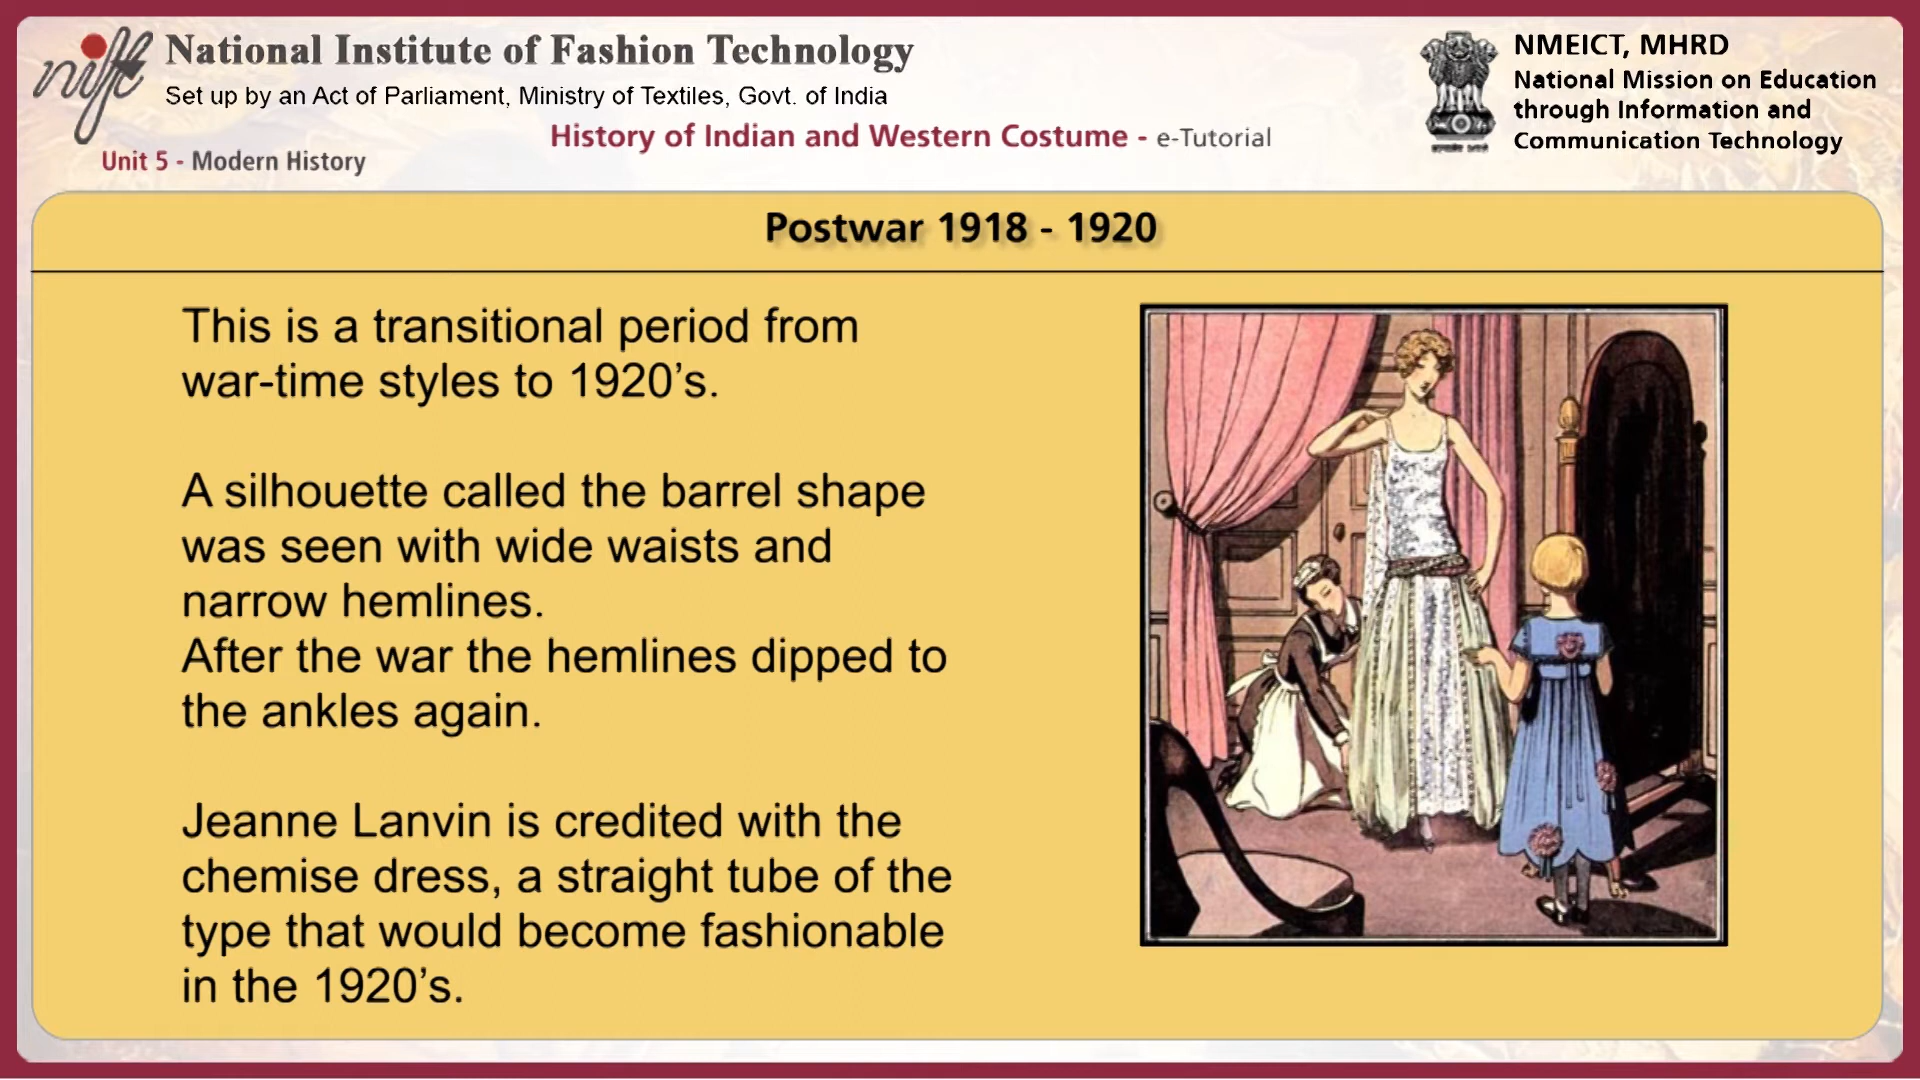 nift
National Institute of Fashion Technology
Set up by an Act of Parliament, Ministry of Textiles, Govt. of India
History of Indian and Western Costume - e-Tutorial
Unit 5 - Modern History
NMEICT, MHRD
National Mission on Education
through Information and
Communication Technology
Postwar 1918 - 1920
This is a transitional period from
war-time styles to 1920’s.
A silhouette called the barrel shape
was seen with wide waists and
narrow hemlines.
After the war the hemlines dipped to
the ankles again.
Jeanne Lanvin is credited with the
chemise dress, a straight tube of the
type that would become fashionable
in the 1920’s.